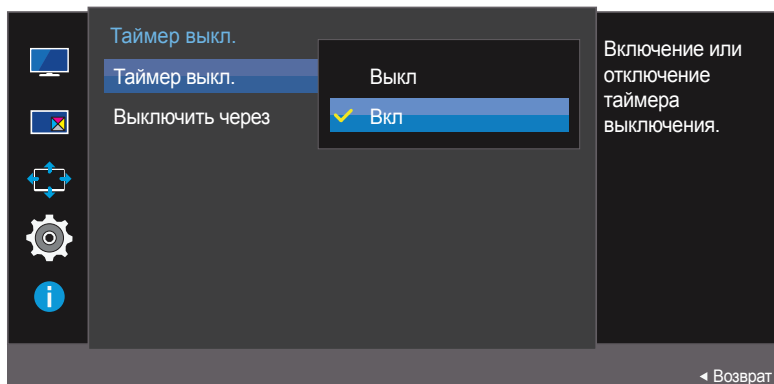 Таймер выкл.
Таймер выкл.
Выкл
Выключить через
Вкл
Включение или
отключение
таймера
выключения.
i
◄ Возврат